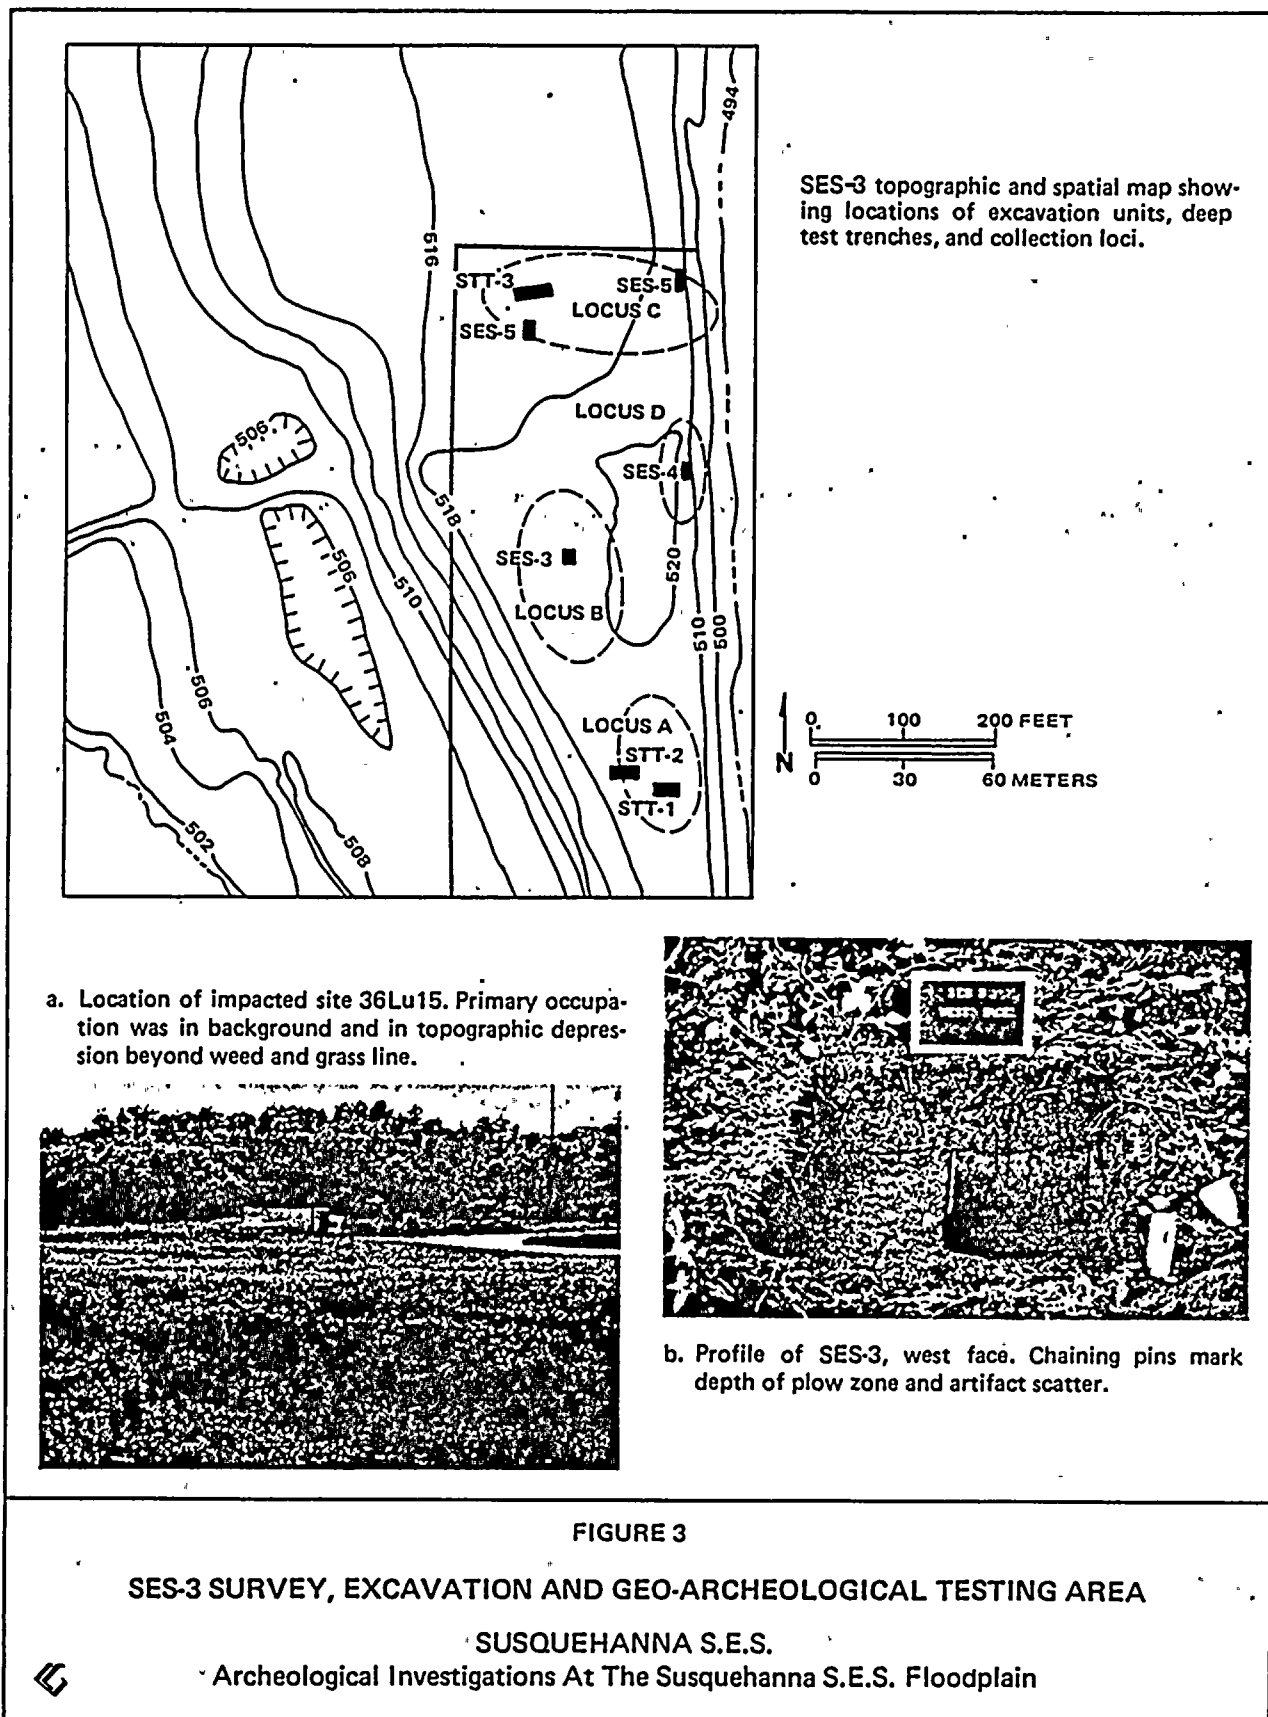 494
SES-3 topographic and spatial map show-
ing locations of excavation units, deep
test trenches, and collection loci.
516
STT-3
SES-5
LOCUS C
SES-5
LOCUS D
506
SES-4
518
SES-3
506
520
510
LOCUS B
510
500
506
504
LOCUS A
STT-2
STT-1
502
508
0 100 200 FEET
N
0 30 60 METERS
a. Location of impacted site 36Lu15. Primary occupa-
tion was in background and in topographic depres-
sion beyond weed and grass line.
b. Profile of SES-3, west face. Chaining pins mark
depth of plow zone and artifact scatter.
FIGURE 3
SES-3 SURVEY, EXCAVATION AND GEO-ARCHEOLOGICAL TESTING AREA
SUSQUEHANNA S.E.S.
Archeological Investigations At The Susquehanna S.E.S. Floodplain